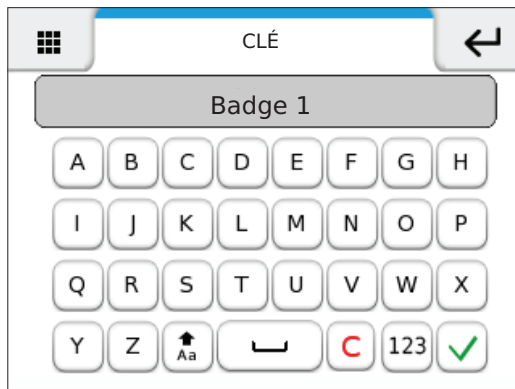 CLÉ
Badge 1
A B C D E F G H
I J K L M N O P
Q R S T U V W X
Y Z Aa C 123